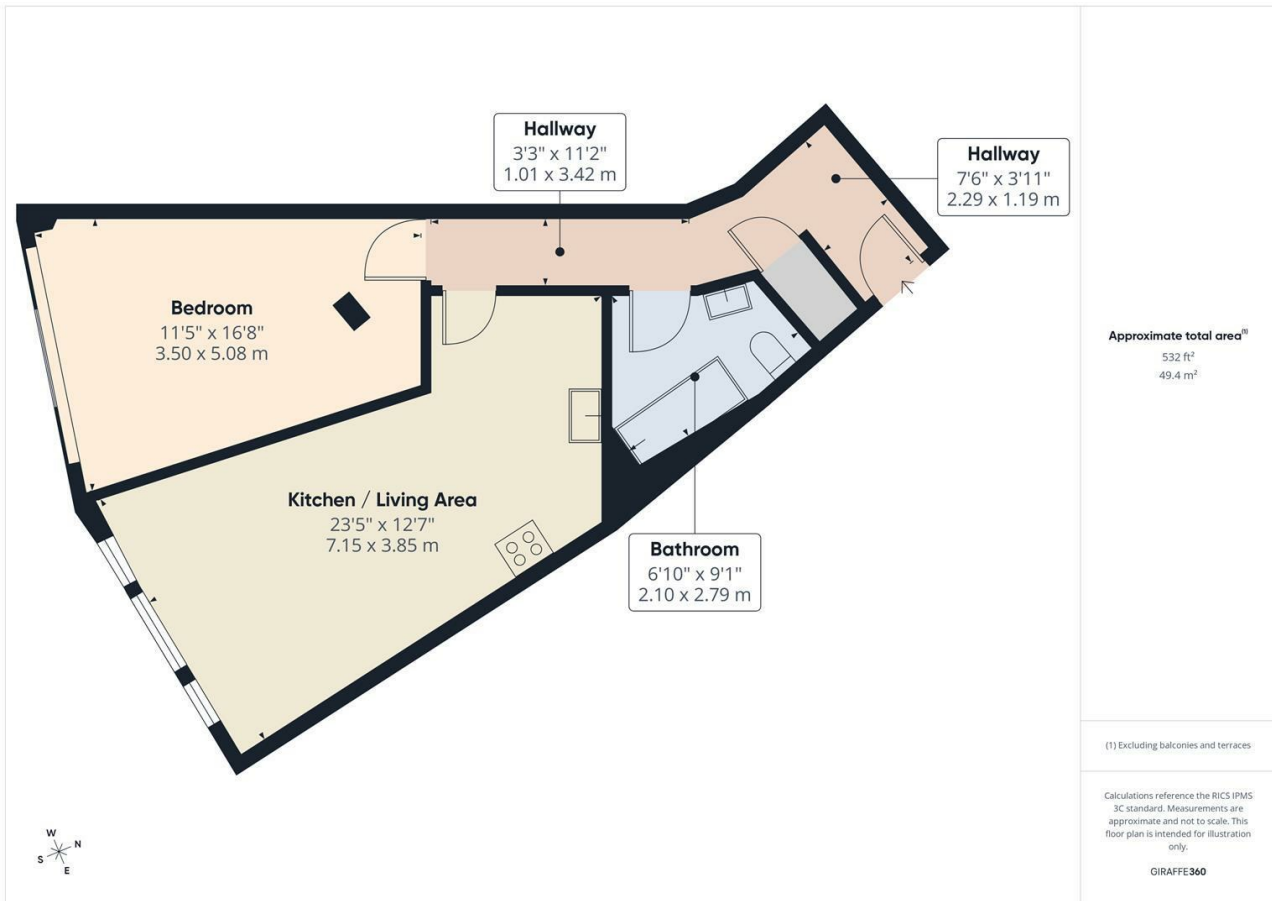 Hallway
3'3" x 11'2"
1.01 x 3.42 m
Hallway
7'6" x 3'11"
2.29 x 1.19 m
Bedroom
11'5" x 16'8"
3.50 x 5.08 m
Kitchen / Living Area
23'5" x 12'7"
7.15 x 3.85 m
Bathroom
6'10" x 9'1"
2.10 x 2.79 m
W
N
S
E
Approximate total area(1)
532 ft²
49.4 m²
(1) Excluding balconies and terraces
Calculations reference the RICS IPMS
3C standard. Measurements are
approximate and not to scale. This
floor plan is intended for illustration
only.
GIRAFFE360